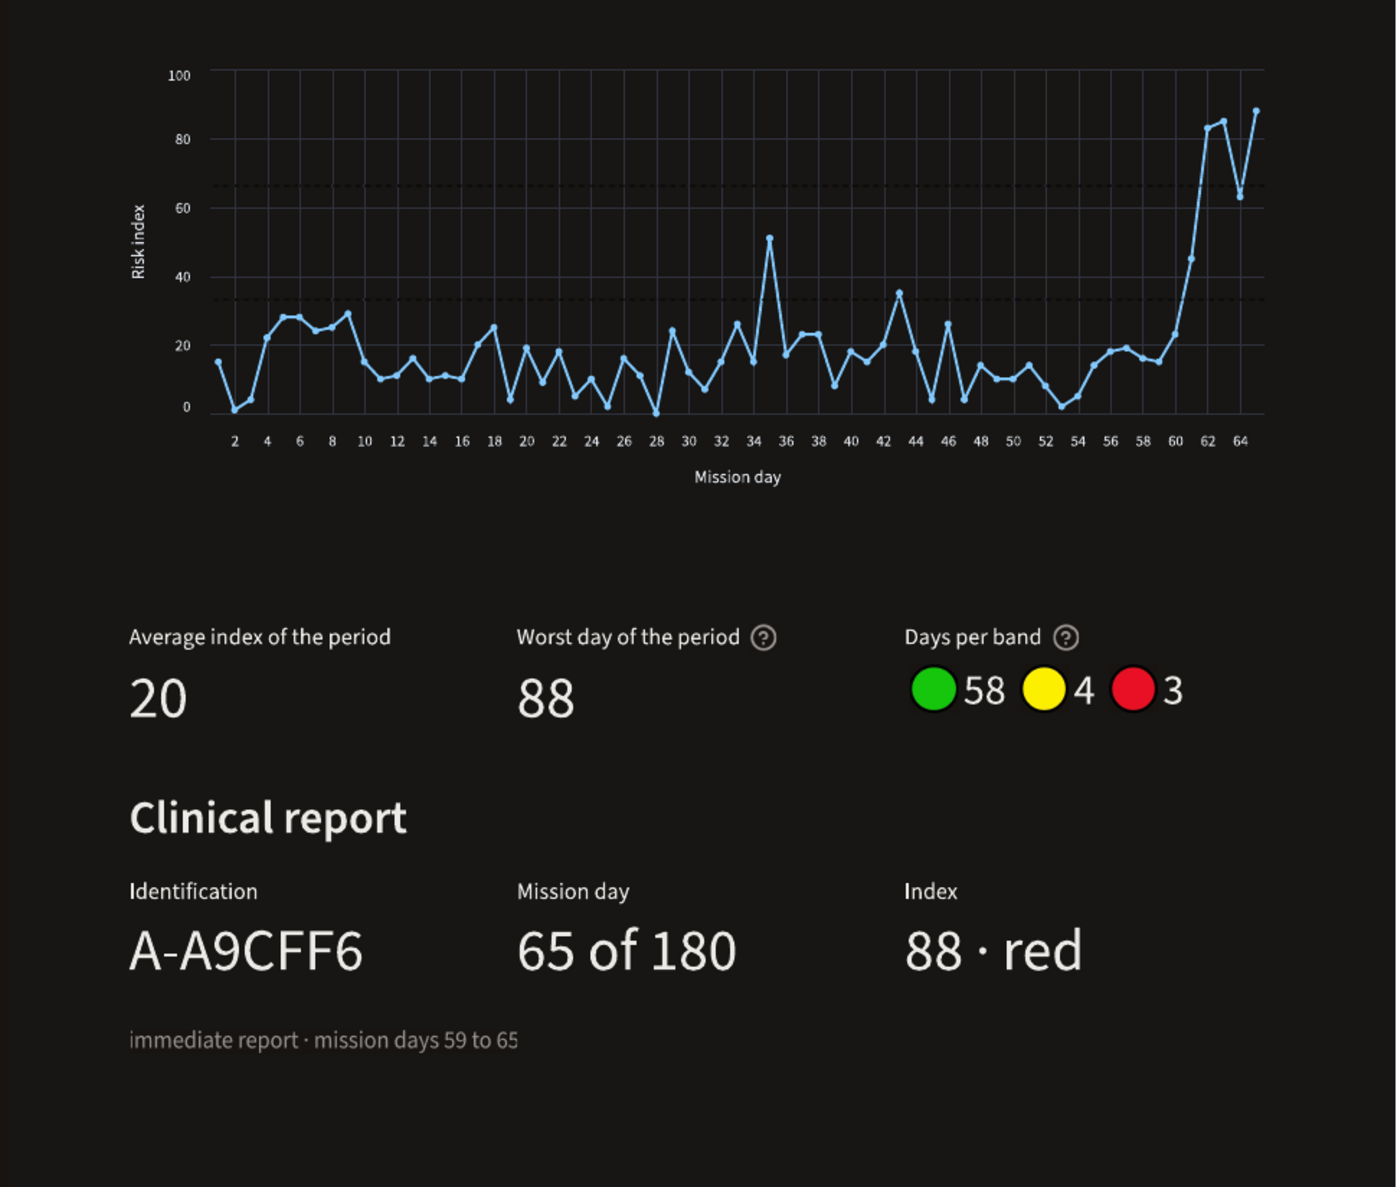 100
80
60
40
20
0
Risk index
2 4 6 8 10 12 14 16 18 20 22 24 26 28 30 32 34 36 38 40 42 44 46 48 50 52 54 56 58 60 62 64
Mission day
Average index of the period Worst day of the period ? Days per band ?
20 88 58 4 3
Clinical report
Identification Mission day Index
A-A9CFF6 65 of 180 88 · red
immediate report · mission days 59 to 65